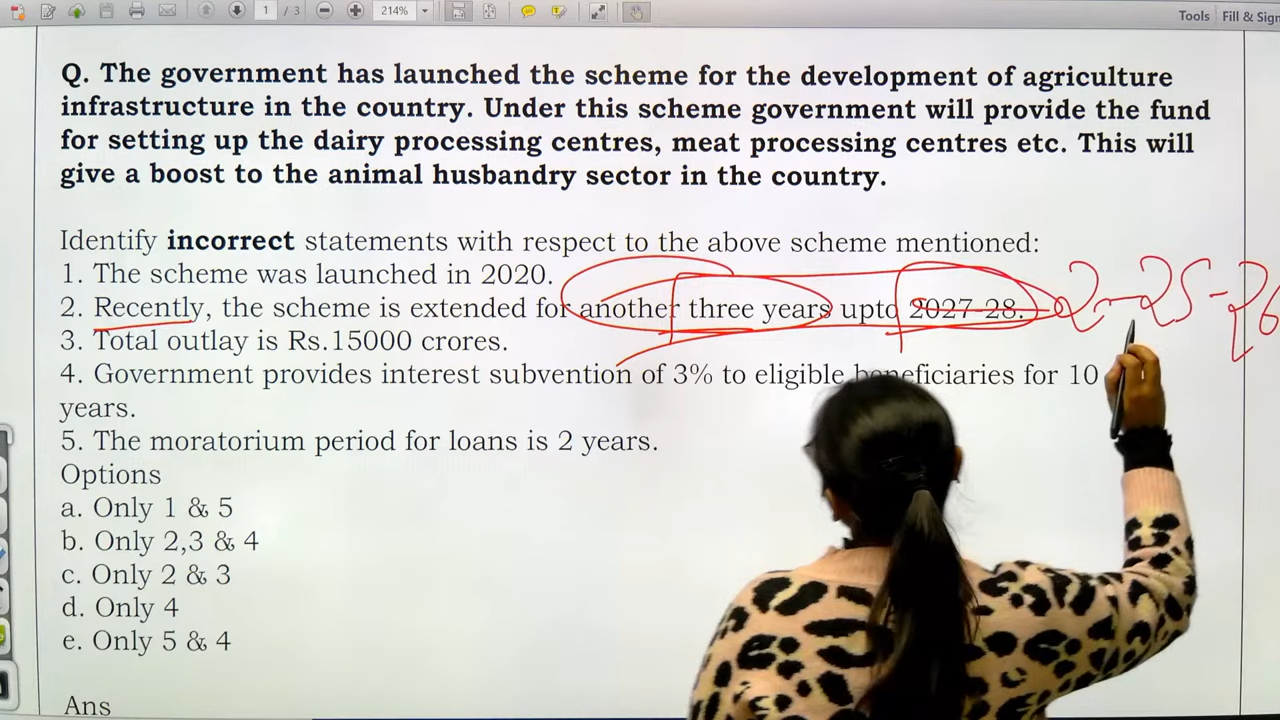 1 / 3 214% Tools Fill & Sign
Q. The government has launched the scheme for the development of agriculture
infrastructure in the country. Under this scheme government will provide the fund
for setting up the dairy processing centres, meat processing centres etc. This will
give a boost to the animal husbandry sector in the country.
Identify incorrect statements with respect to the above scheme mentioned:
1. The scheme was launched in 2020.
2. Recently, the scheme is extended for another three years upto 2027-28. 2025-26
3. Total outlay is Rs.15000 crores.
4. Government provides interest subvention of 3% to eligible beneficiaries for 10
years.
5. The moratorium period for loans is 2 years.
Options
a. Only 1 & 5
b. Only 2,3 & 4
c. Only 2 & 3
d. Only 4
e. Only 5 & 4
Ans